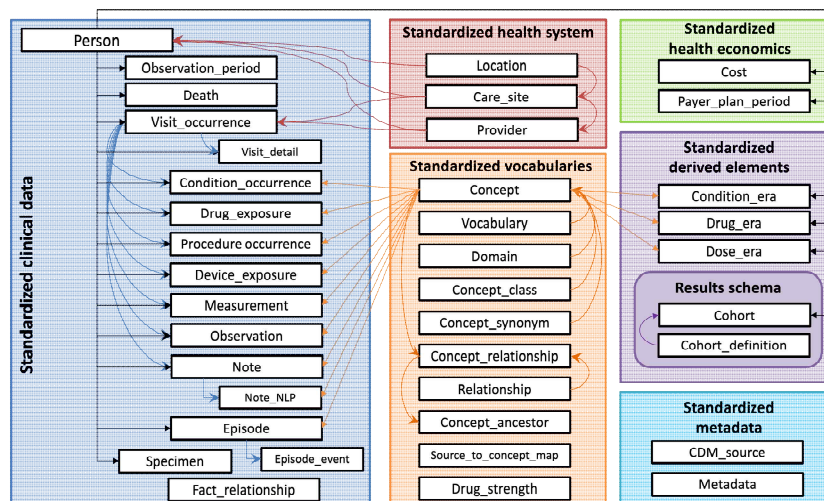 Standardized clinical data
Person
Observation_period
Death
Visit_occurrence
Visit_detail
Condition_occurrence
Drug_exposure
Procedure occurrence
Device_exposure
Measurement
Observation
Note
Note_NLP
Episode
Specimen
Episode_event
Fact_relationship
Standardized health system
Location
Care_site
Provider
Standardized vocabularies
Concept
Vocabulary
Domain
Concept_class
Concept_synonym
Concept_relationship
Relationship
Concept_ancestor
Source_to_concept_map
Drug_strength
Standardized
health economics
Cost
Payer_plan_period
Standardized
derived elements
Condition_era
Drug_era
Dose_era
Results schema
Cohort
Cohort_definition
Standardized
metadata
CDM_source
Metadata